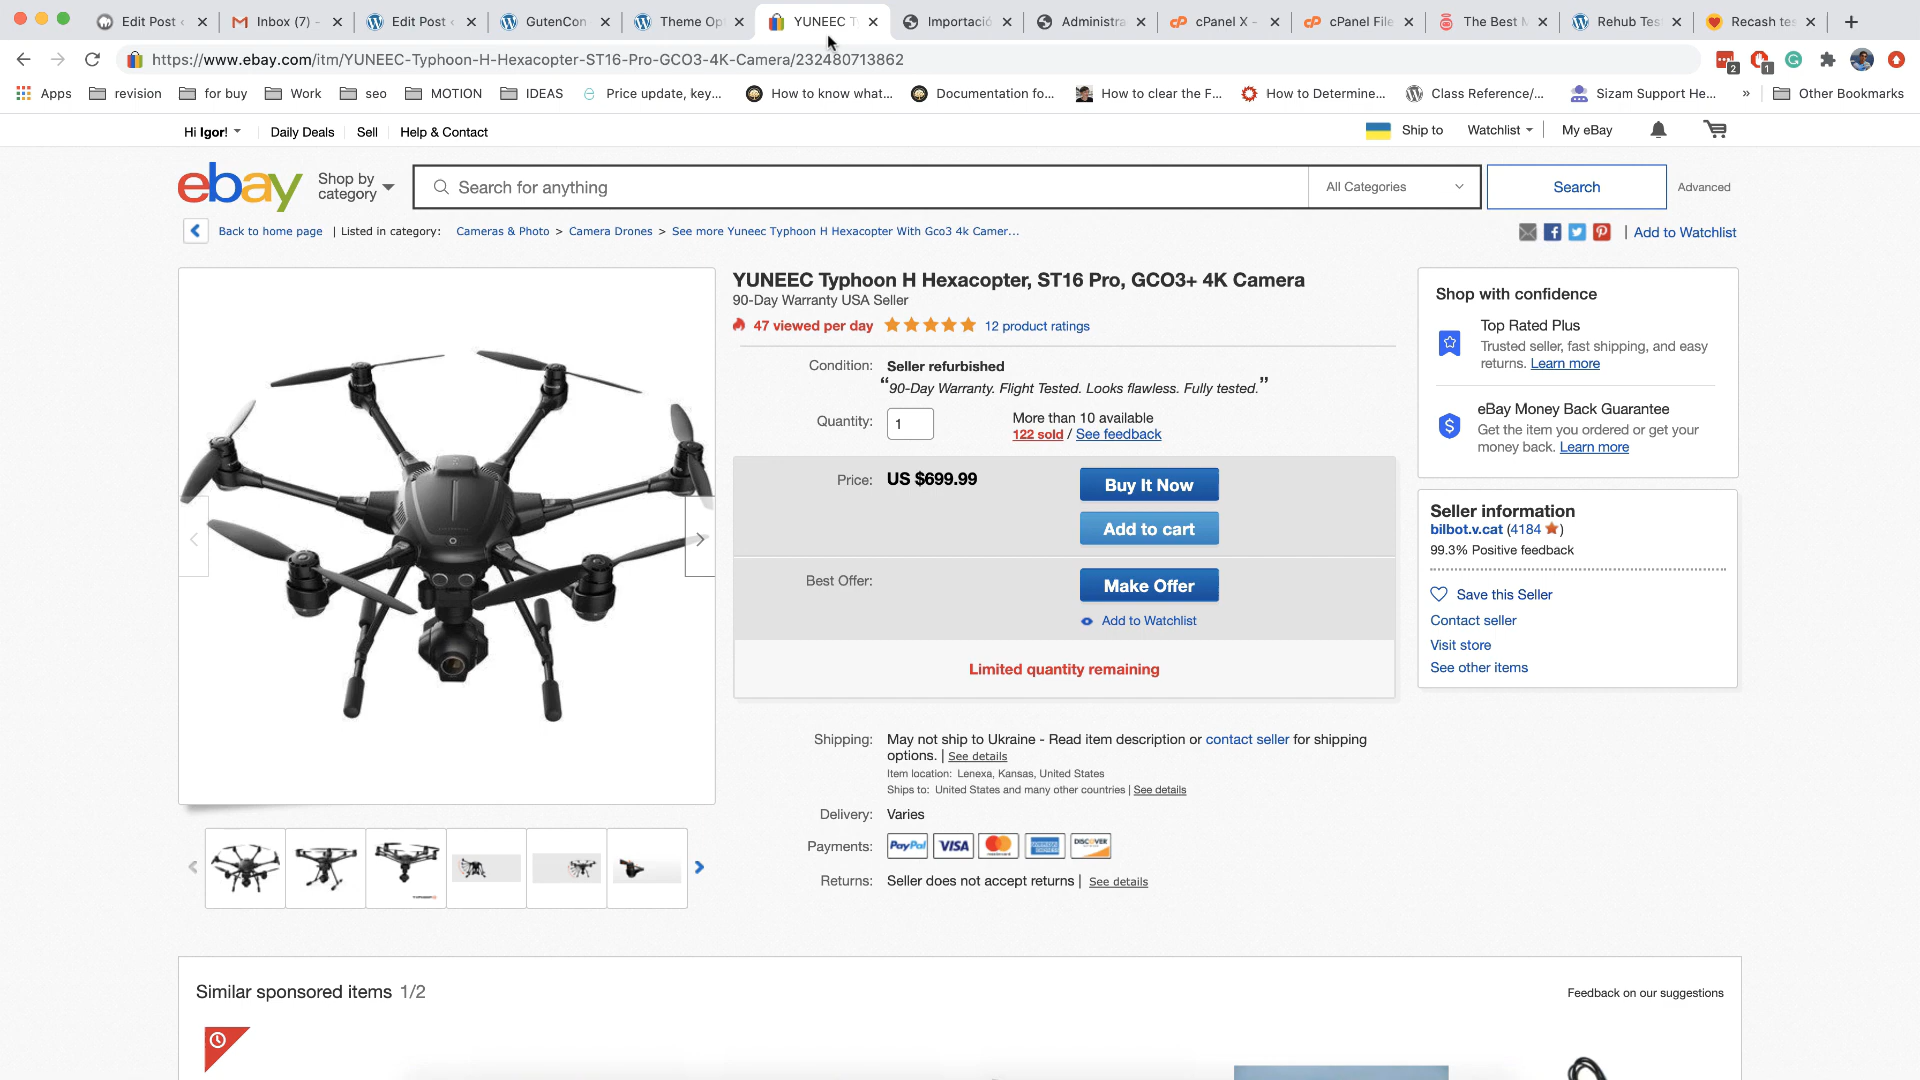 Edit Post
Inbox (7) -
Edit Post
GutenCon
Theme Op
YUNEEC T
Importació
Administra
cPanel X -
cPanel File
The Best M
Rehub Tes
Recash tes
https://www.ebay.com/itm/YUNEEC-Typhoon-H-Hexacopter-ST16-Pro-GCO3-4K-Camera/232480713862
2
1
Apps
revision
for buy
Work
seo
MOTION
IDEAS
Price update, key...
How to know what...
Documentation fo...
How to clear the F...
How to Determine...
Class Reference/...
Sizam Support He...
»
Other Bookmarks
Hi Igor!
Daily Deals
Sell
Help & Contact
Ship to
Watchlist
My eBay
ebay
Shop by
category
Search for anything
All Categories
Search
Advanced
Back to home page | Listed in category: Cameras & Photo > Camera Drones > See more Yuneec Typhoon H Hexacopter With Gco3 4k Camer...
| Add to Watchlist
YUNEEC Typhoon H Hexacopter, ST16 Pro, GCO3+ 4K Camera
90-Day Warranty USA Seller
47 viewed per day
12 product ratings
Condition: Seller refurbished
“90-Day Warranty. Flight Tested. Looks flawless. Fully tested.”
Quantity: 1
More than 10 available
122 sold / See feedback
Price: US $699.99
Buy It Now
Add to cart
Best Offer:
Make Offer
Add to Watchlist
Limited quantity remaining
Shipping: May not ship to Ukraine - Read item description or contact seller for shipping
options. | See details
Item location: Lenexa, Kansas, United States
Ships to: United States and many other countries | See details
Delivery: Varies
Payments: PayPal VISA DISCOVER
Returns: Seller does not accept returns | See details
Shop with confidence
Top Rated Plus
Trusted seller, fast shipping, and easy
returns. Learn more
eBay Money Back Guarantee
Get the item you ordered or get your
money back. Learn more
Seller information
bilbot.v.cat (4184 )
99.3% Positive feedback
Save this Seller
Contact seller
Visit store
See other items
Similar sponsored items 1/2
Feedback on our suggestions